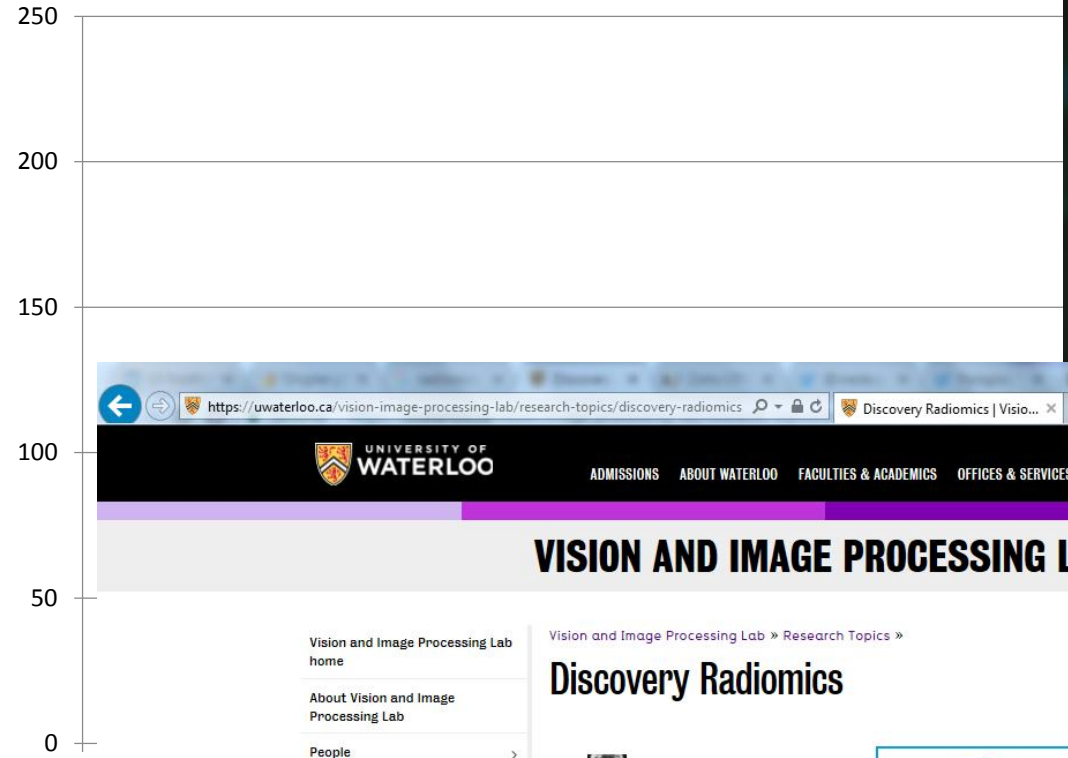 250
200
150
https://uwaterloo.ca/vision-image-processing-lab/research-topics/discovery-radiomics
Discovery Radiomics | Visio...
100
UNIVERSITY OF
WATERLOO
ADMISSIONS ABOUT WATERLOO FACULTIES & ACADEMICS OFFICES & SERVICES
VISION AND IMAGE PROCESSING
50
Vision and Image Processing Lab
home
Vision and Image Processing Lab » Research Topics »
Discovery Radiomics
About Vision and Image
Processing Lab
0
People